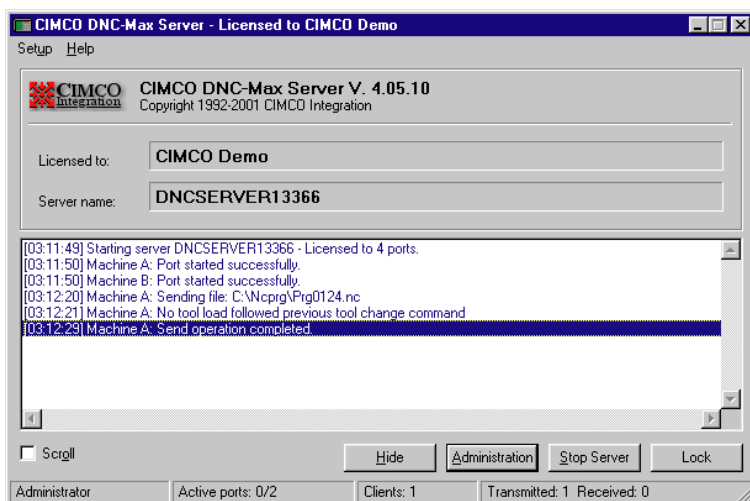 CIMCO DNC-Max Server - Licensed to CIMCO Demo
Setup Help
CIMCO Integration
CIMCO DNC-Max Server V. 4.05.10
Copyright 1992-2001 CIMCO Integration
Licensed to: CIMCO Demo
Server name: DNCSERVER13366
[03:11:49] Starting server DNCSERVER13366 - Licensed to 4 ports.
[03:11:50] Machine A: Port started successfully.
[03:11:50] Machine B: Port started successfully.
[03:12:20] Machine A: Sending file: C:\Ncprg\Prg0124.nc
[03:12:21] Machine A: No tool load followed previous tool change command
[03:12:29] Machine A: Send operation completed.
Scroll Hide Administration Stop Server Lock
Administrator Active ports: 0/2 Clients: 1 Transmitted: 1 Received: 0